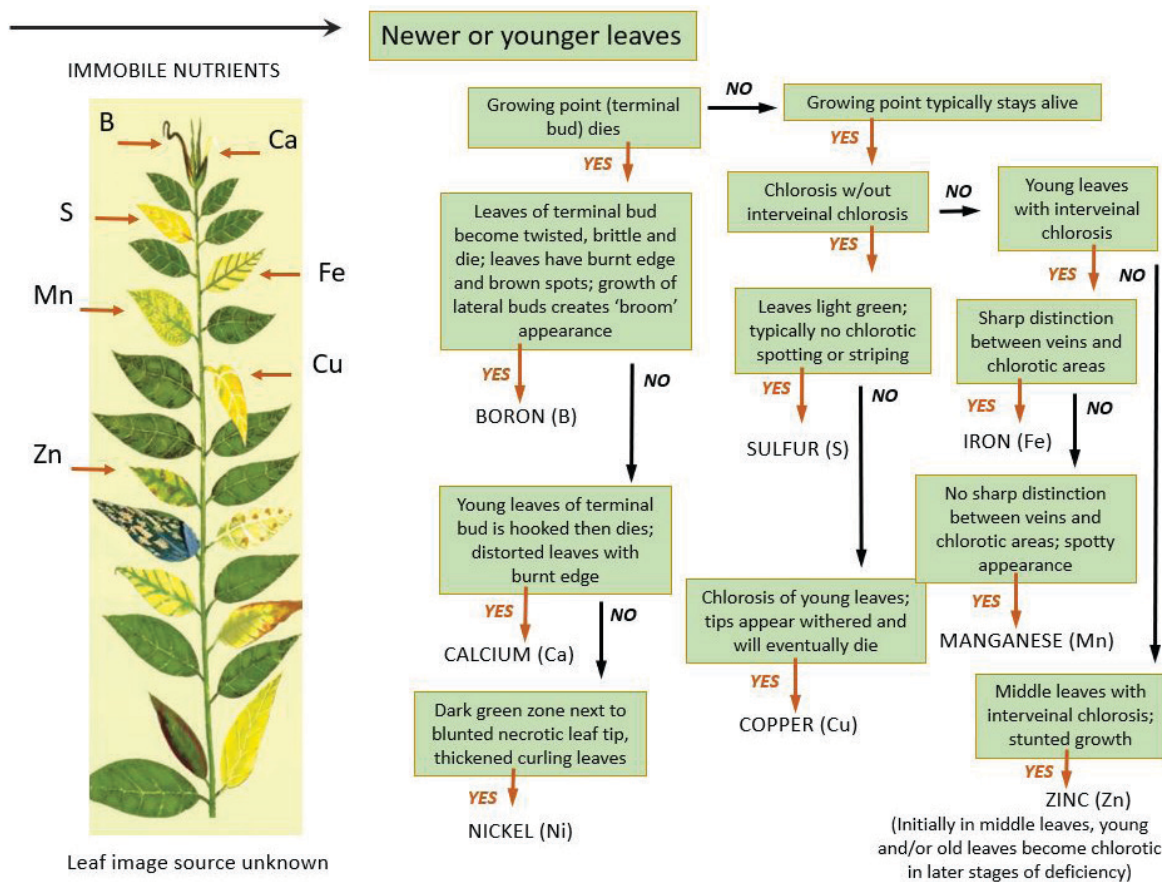 Newer or younger leaves
IMMOBILE NUTRIENTS
B
Ca
S
Fe
Mn
Cu
Zn
Leaf image source unknown
Growing point (terminal
bud) dies
NO
Growing point typically stays alive
YES
YES
Leaves of terminal bud
become twisted, brittle and
die; leaves have burnt edge
and brown spots; growth of
lateral buds creates ‘broom’
appearance
YES
NO
BORON (B)
Young leaves of terminal
bud is hooked then dies;
distorted leaves with
burnt edge
YES
NO
CALCIUM (Ca)
Dark green zone next to
blunted necrotic leaf tip,
thickened curling leaves
YES
NICKEL (Ni)
Chlorosis w/out
interveinal chlorosis
NO
YES
Leaves light green;
typically no chlorotic
spotting or striping
YES
NO
SULFUR (S)
Chlorosis of young leaves;
tips appear withered and
will eventually die
YES
COPPER (Cu)
Young leaves
with interveinal
chlorosis
YES
NO
Sharp distinction
between veins and
chlorotic areas
YES
NO
IRON (Fe)
No sharp distinction
between veins and
chlorotic areas; spotty
appearance
YES
MANGANESE (Mn)
Middle leaves with
interveinal chlorosis;
stunted growth
YES
ZINC (Zn)
(Initially in middle leaves, young
and/or old leaves become chlorotic
in later stages of deficiency)